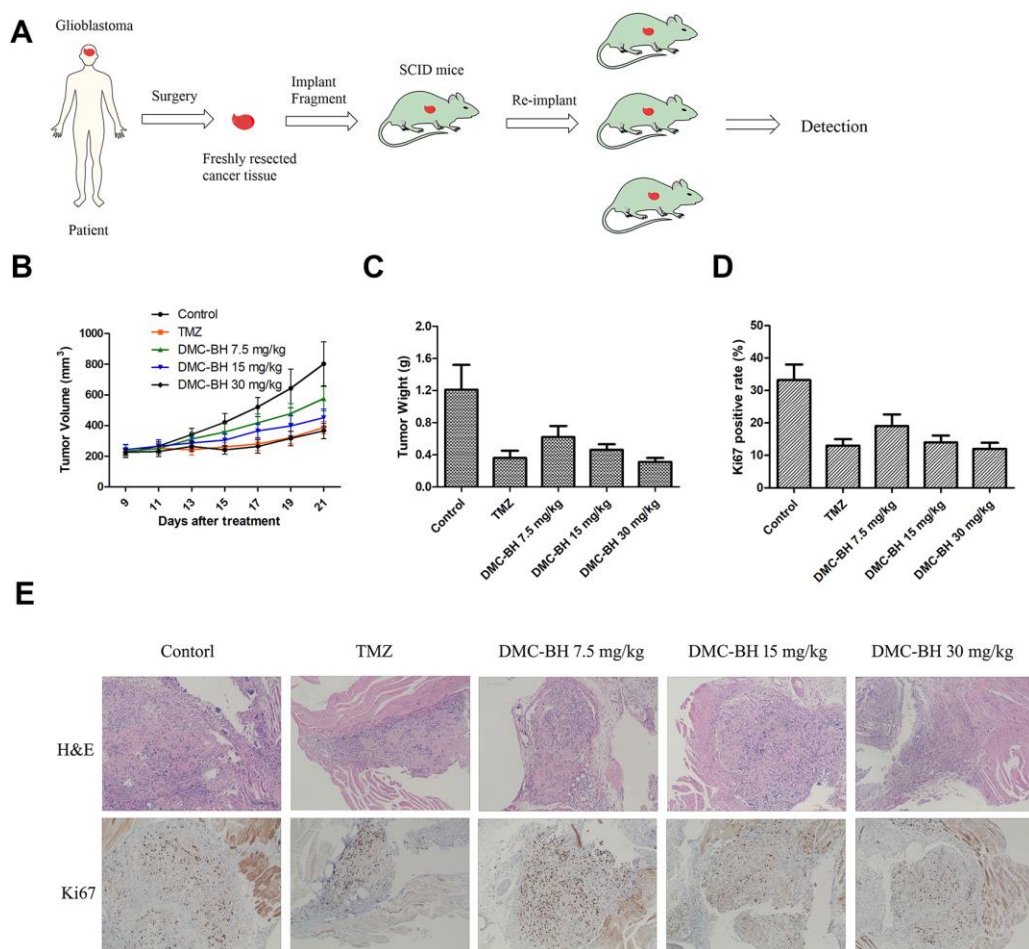 A
Glioblastoma
Patient
Surgery
Freshly resected
cancer tissue
Implant
Fragment
SCID mice
Re-implant
Detection
B
Control
TMZ
DMC-BH 7.5 mg/kg
DMC-BH 15 mg/kg
DMC-BH 30 mg/kg
Tumor Volume (mm³)
1000
800
600
400
200
0
9 11 13 15 17 19 21
Days after treatment
C
Tumor Wight (g)
2.0
1.6
1.2
0.8
0.4
0.0
Control
TMZ
DMC-BH 7.5 mg/kg
DMC-BH 15 mg/kg
DMC-BH 30 mg/kg
D
Ki67 positive rate (%)
50
40
30
20
10
0
Control
TMZ
DMC-BH 7.5 mg/kg
DMC-BH 15 mg/kg
DMC-BH 30 mg/kg
E
Contorl TMZ DMC-BH 7.5 mg/kg DMC-BH 15 mg/kg DMC-BH 30 mg/kg
H&E
Ki67